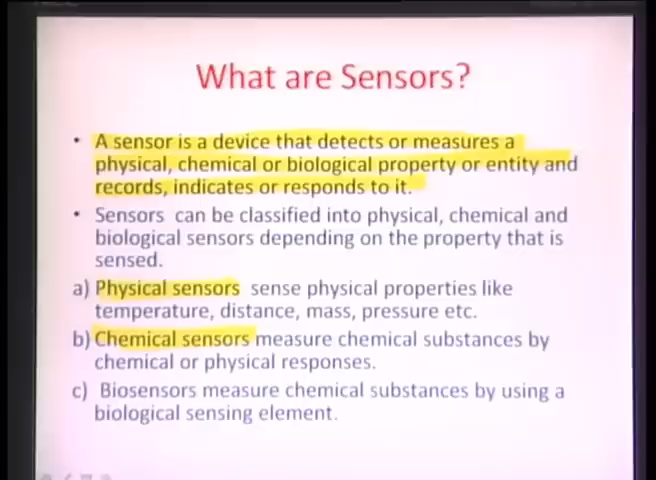 What are Sensors?
• A sensor is a device that detects or measures a
physical, chemical or biological property or entity and
records, indicates or responds to it.
• Sensors can be classified into physical, chemical and
biological sensors depending on the property that is
sensed.
a) Physical sensors sense physical properties like
temperature, distance, mass, pressure etc.
b) Chemical sensors measure chemical substances by
chemical or physical responses.
c) Biosensors measure chemical substances by using a
biological sensing element.